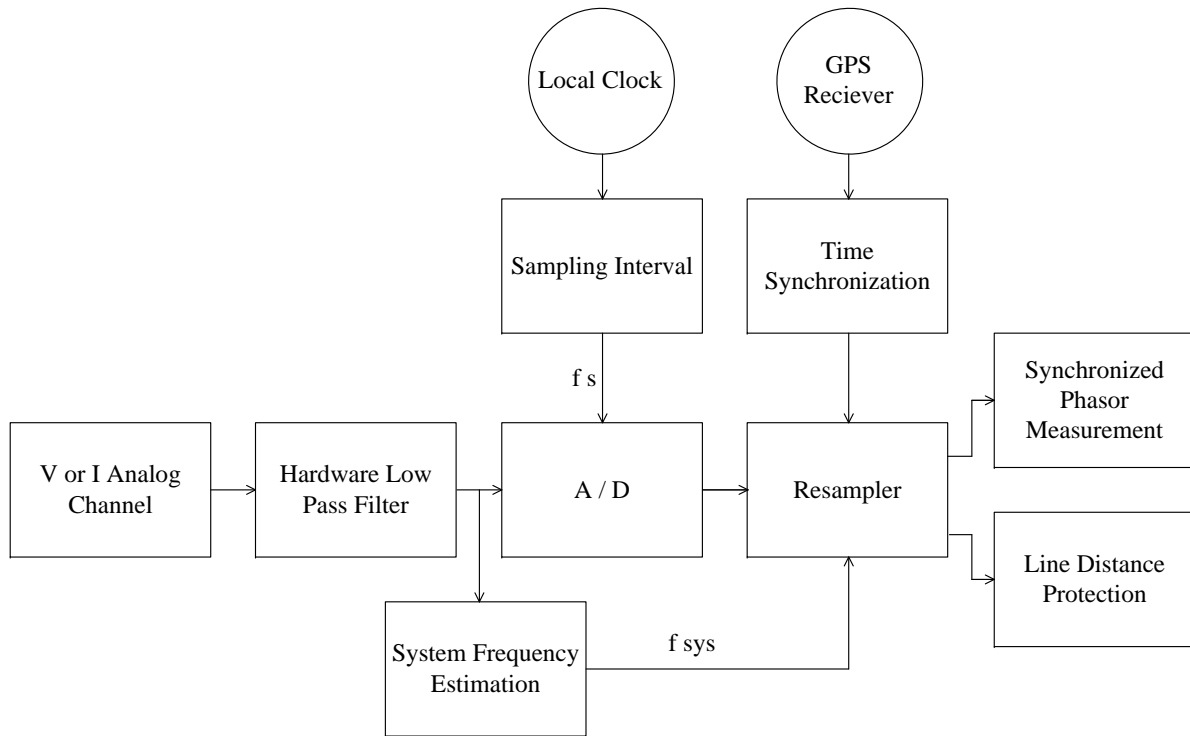 Local Clock
GPS
Reciever
Sampling Interval
Time
Synchronization
f s
Synchronized
Phasor
Measurement
V or I Analog
Channel
Hardware Low
Pass Filter
A / D
Resampler
Line Distance
Protection
System Frequency
Estimation
f sys